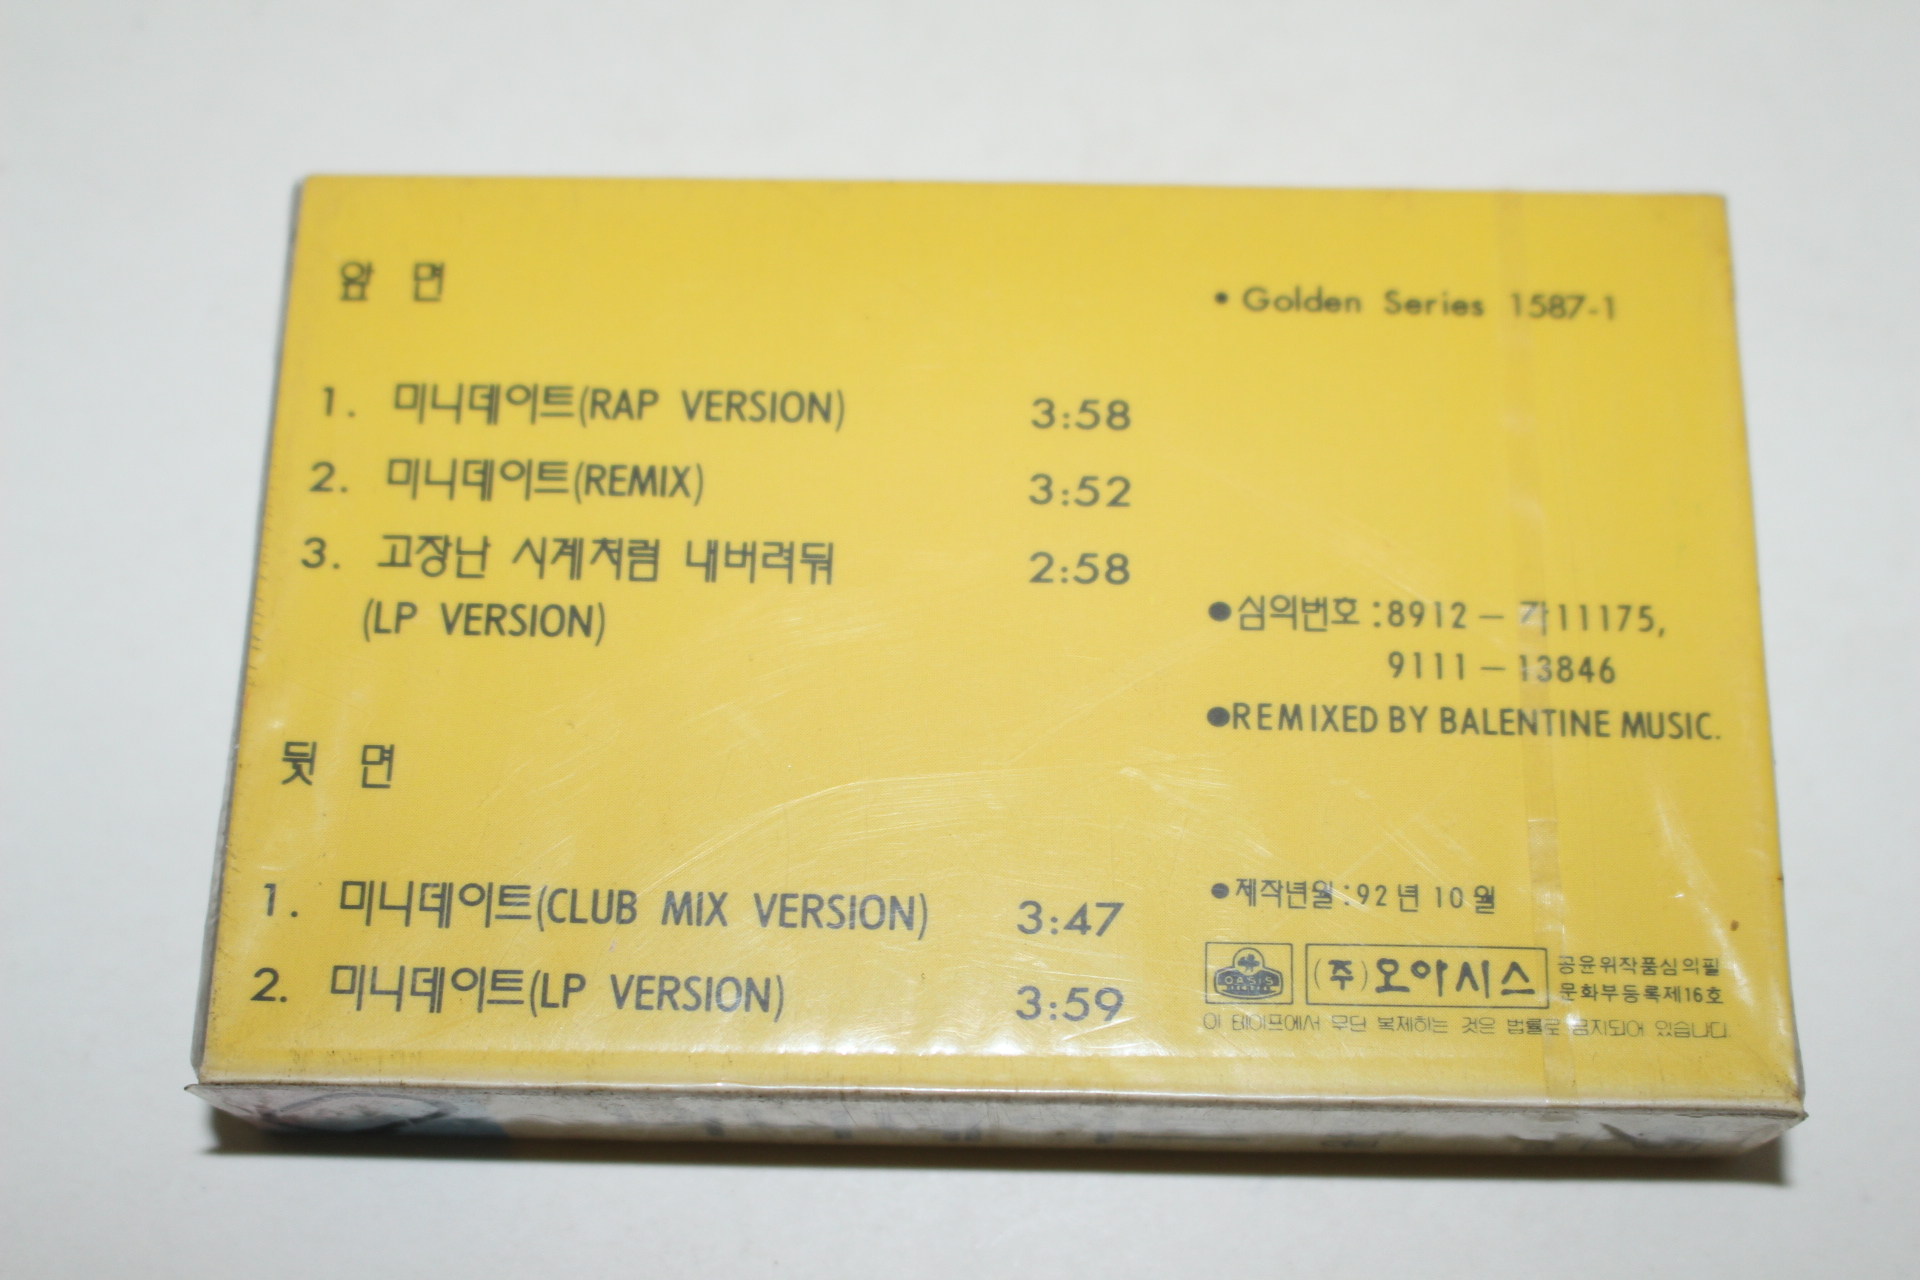 앞 면
• Golden Series 1587-1
1. 미니데이트(RAP VERSION) 3:58
2. 미니데이트(REMIX) 3:52
3. 고장난 시계처럼 내버려둬 2:58
(LP VERSION)
●심의번호 :8912 – 각11175,
9111 – 13846
●REMIXED BY BALENTINE MUSIC.
뒷 면
1. 미니데이트(CLUB MIX VERSION) 3:47
2. 미니데이트(LP VERSION) 3:59
●제작년월 :92년 10월
OASIS
(주)오아시스
공윤위작품심의필
문화부등록제16호
이 테이프에서 무단 복제하는 것은 법률로 금지되어 있습니다.